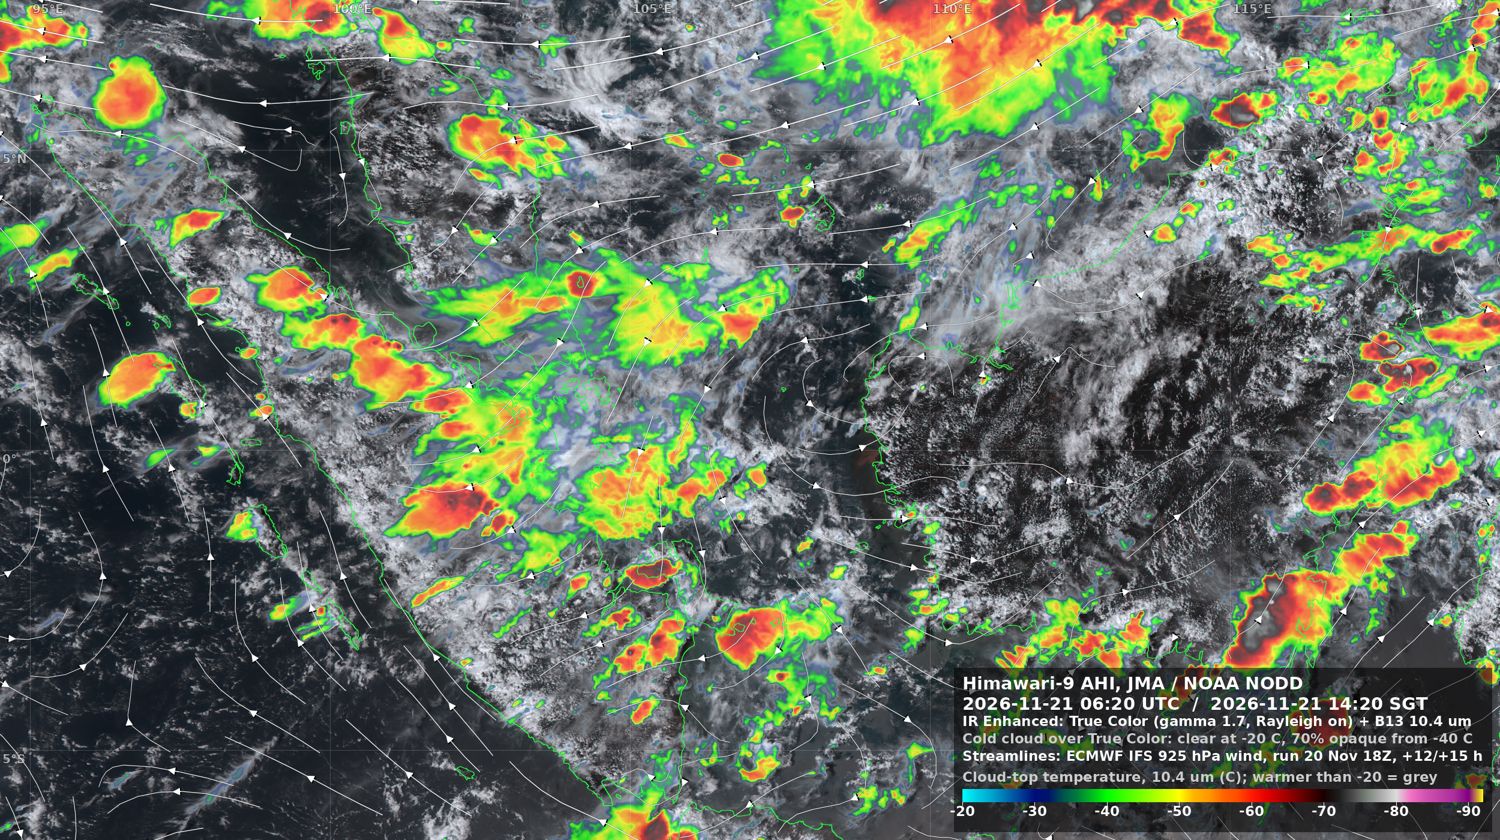 95°E
100°E
105°E
110°E
115°E
5°N
0°
5°S
Himawari-9 AHI, JMA / NOAA NODD
2026-11-21 06:20 UTC / 2026-11-21 14:20 SGT
IR Enhanced: True Color (gamma 1.7, Rayleigh on) + B13 10.4 um
Cold cloud over True Color: clear at -20 C, 70% opaque from -40 C
Streamlines: ECMWF IFS 925 hPa wind, run 20 Nov 18Z, +12/+15 h
Cloud-top temperature, 10.4 um (C); warmer than -20 = grey
-20 -30 -40 -50 -60 -70 -80 -90